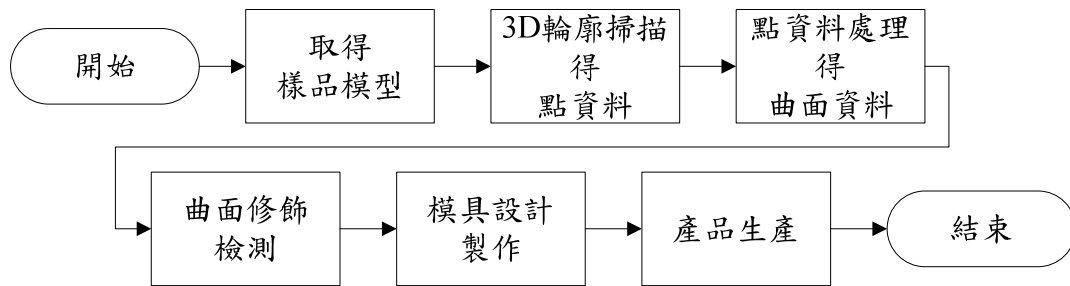 開始
取得
樣品模型
3D輪廓掃描
得
點資料
點資料處理
得
曲面資料
曲面修飾
檢測
模具設計
製作
產品生產
結束